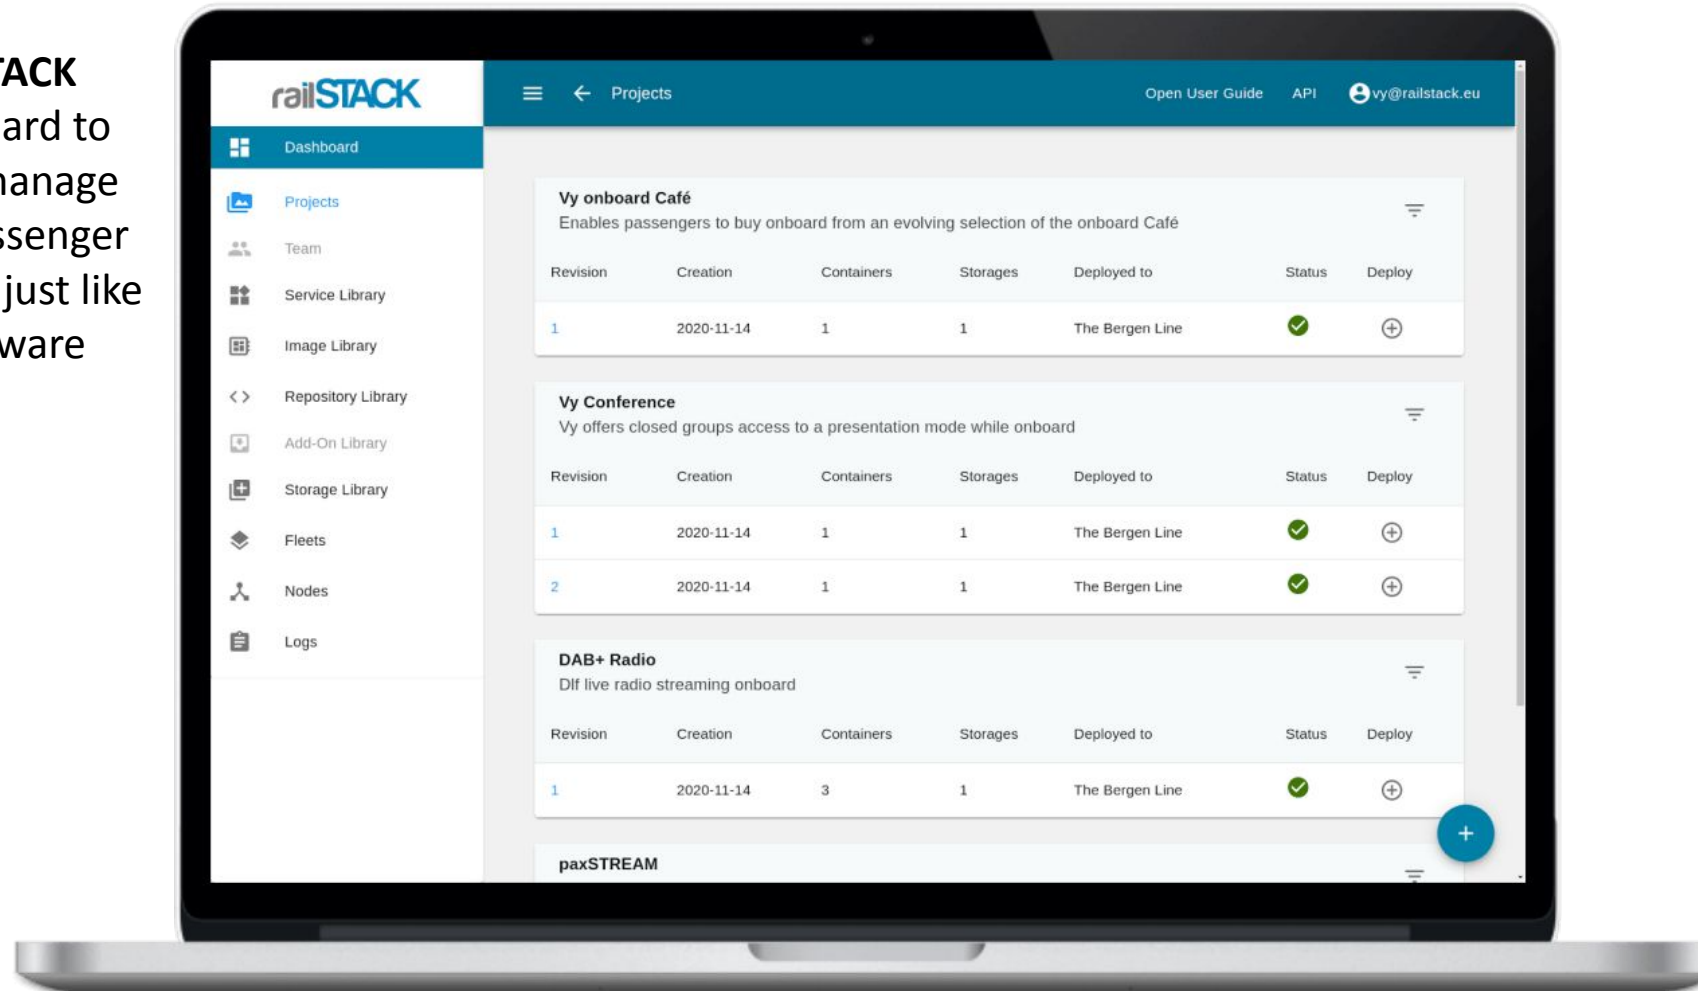 TACK
ard to
anage
ssenger
just like
ware
railSTACK
Projects
Open User Guide API vy@railstack.eu
Dashboard
Projects
Team
Service Library
Image Library
Repository Library
Add-On Library
Storage Library
Fleets
Nodes
Logs
Vy onboard Café
Enables passengers to buy onboard from an evolving selection of the onboard Café
Revision Creation Containers Storages Deployed to Status Deploy
1 2020-11-14 1 1 The Bergen Line
Vy Conference
Vy offers closed groups access to a presentation mode while onboard
Revision Creation Containers Storages Deployed to Status Deploy
1 2020-11-14 1 1 The Bergen Line
2 2020-11-14 1 1 The Bergen Line
DAB+ Radio
Dlf live radio streaming onboard
Revision Creation Containers Storages Deployed to Status Deploy
1 2020-11-14 3 1 The Bergen Line
paxSTREAM